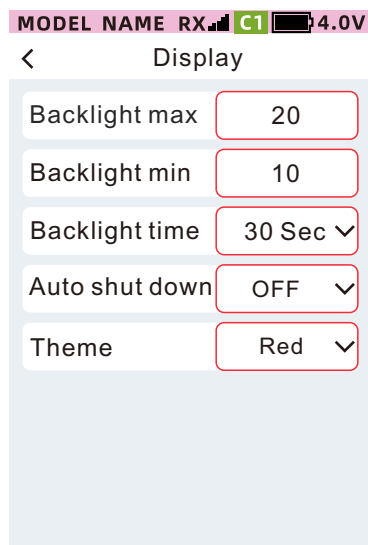 MODEL NAME RX C1 4.0V
Display
Backlight max 20
Backlight min 10
Backlight time 30 Sec
Auto shut down OFF
Theme Red